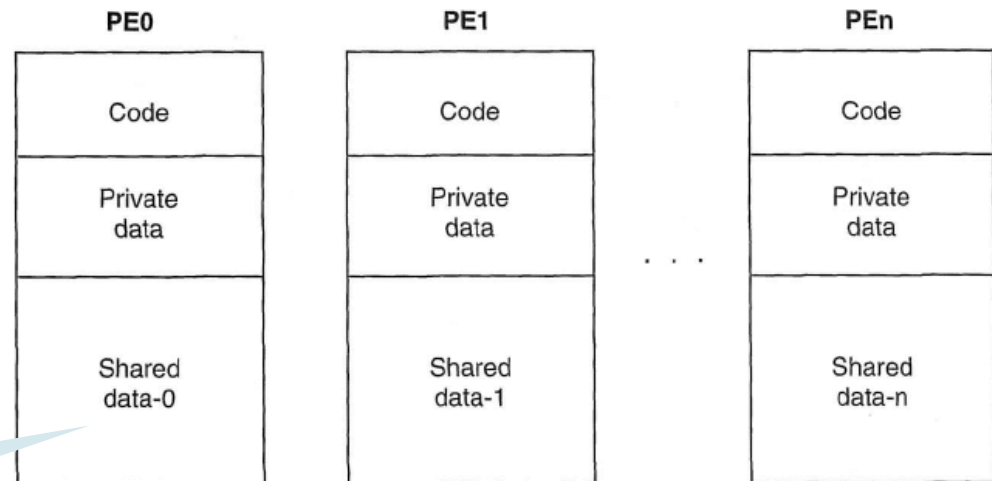 PE0
PE1
PEn
Code
Code
Code
Private
data
Private
data
Private
data
. . .
Shared
data-0
Shared
data-1
Shared
data-n